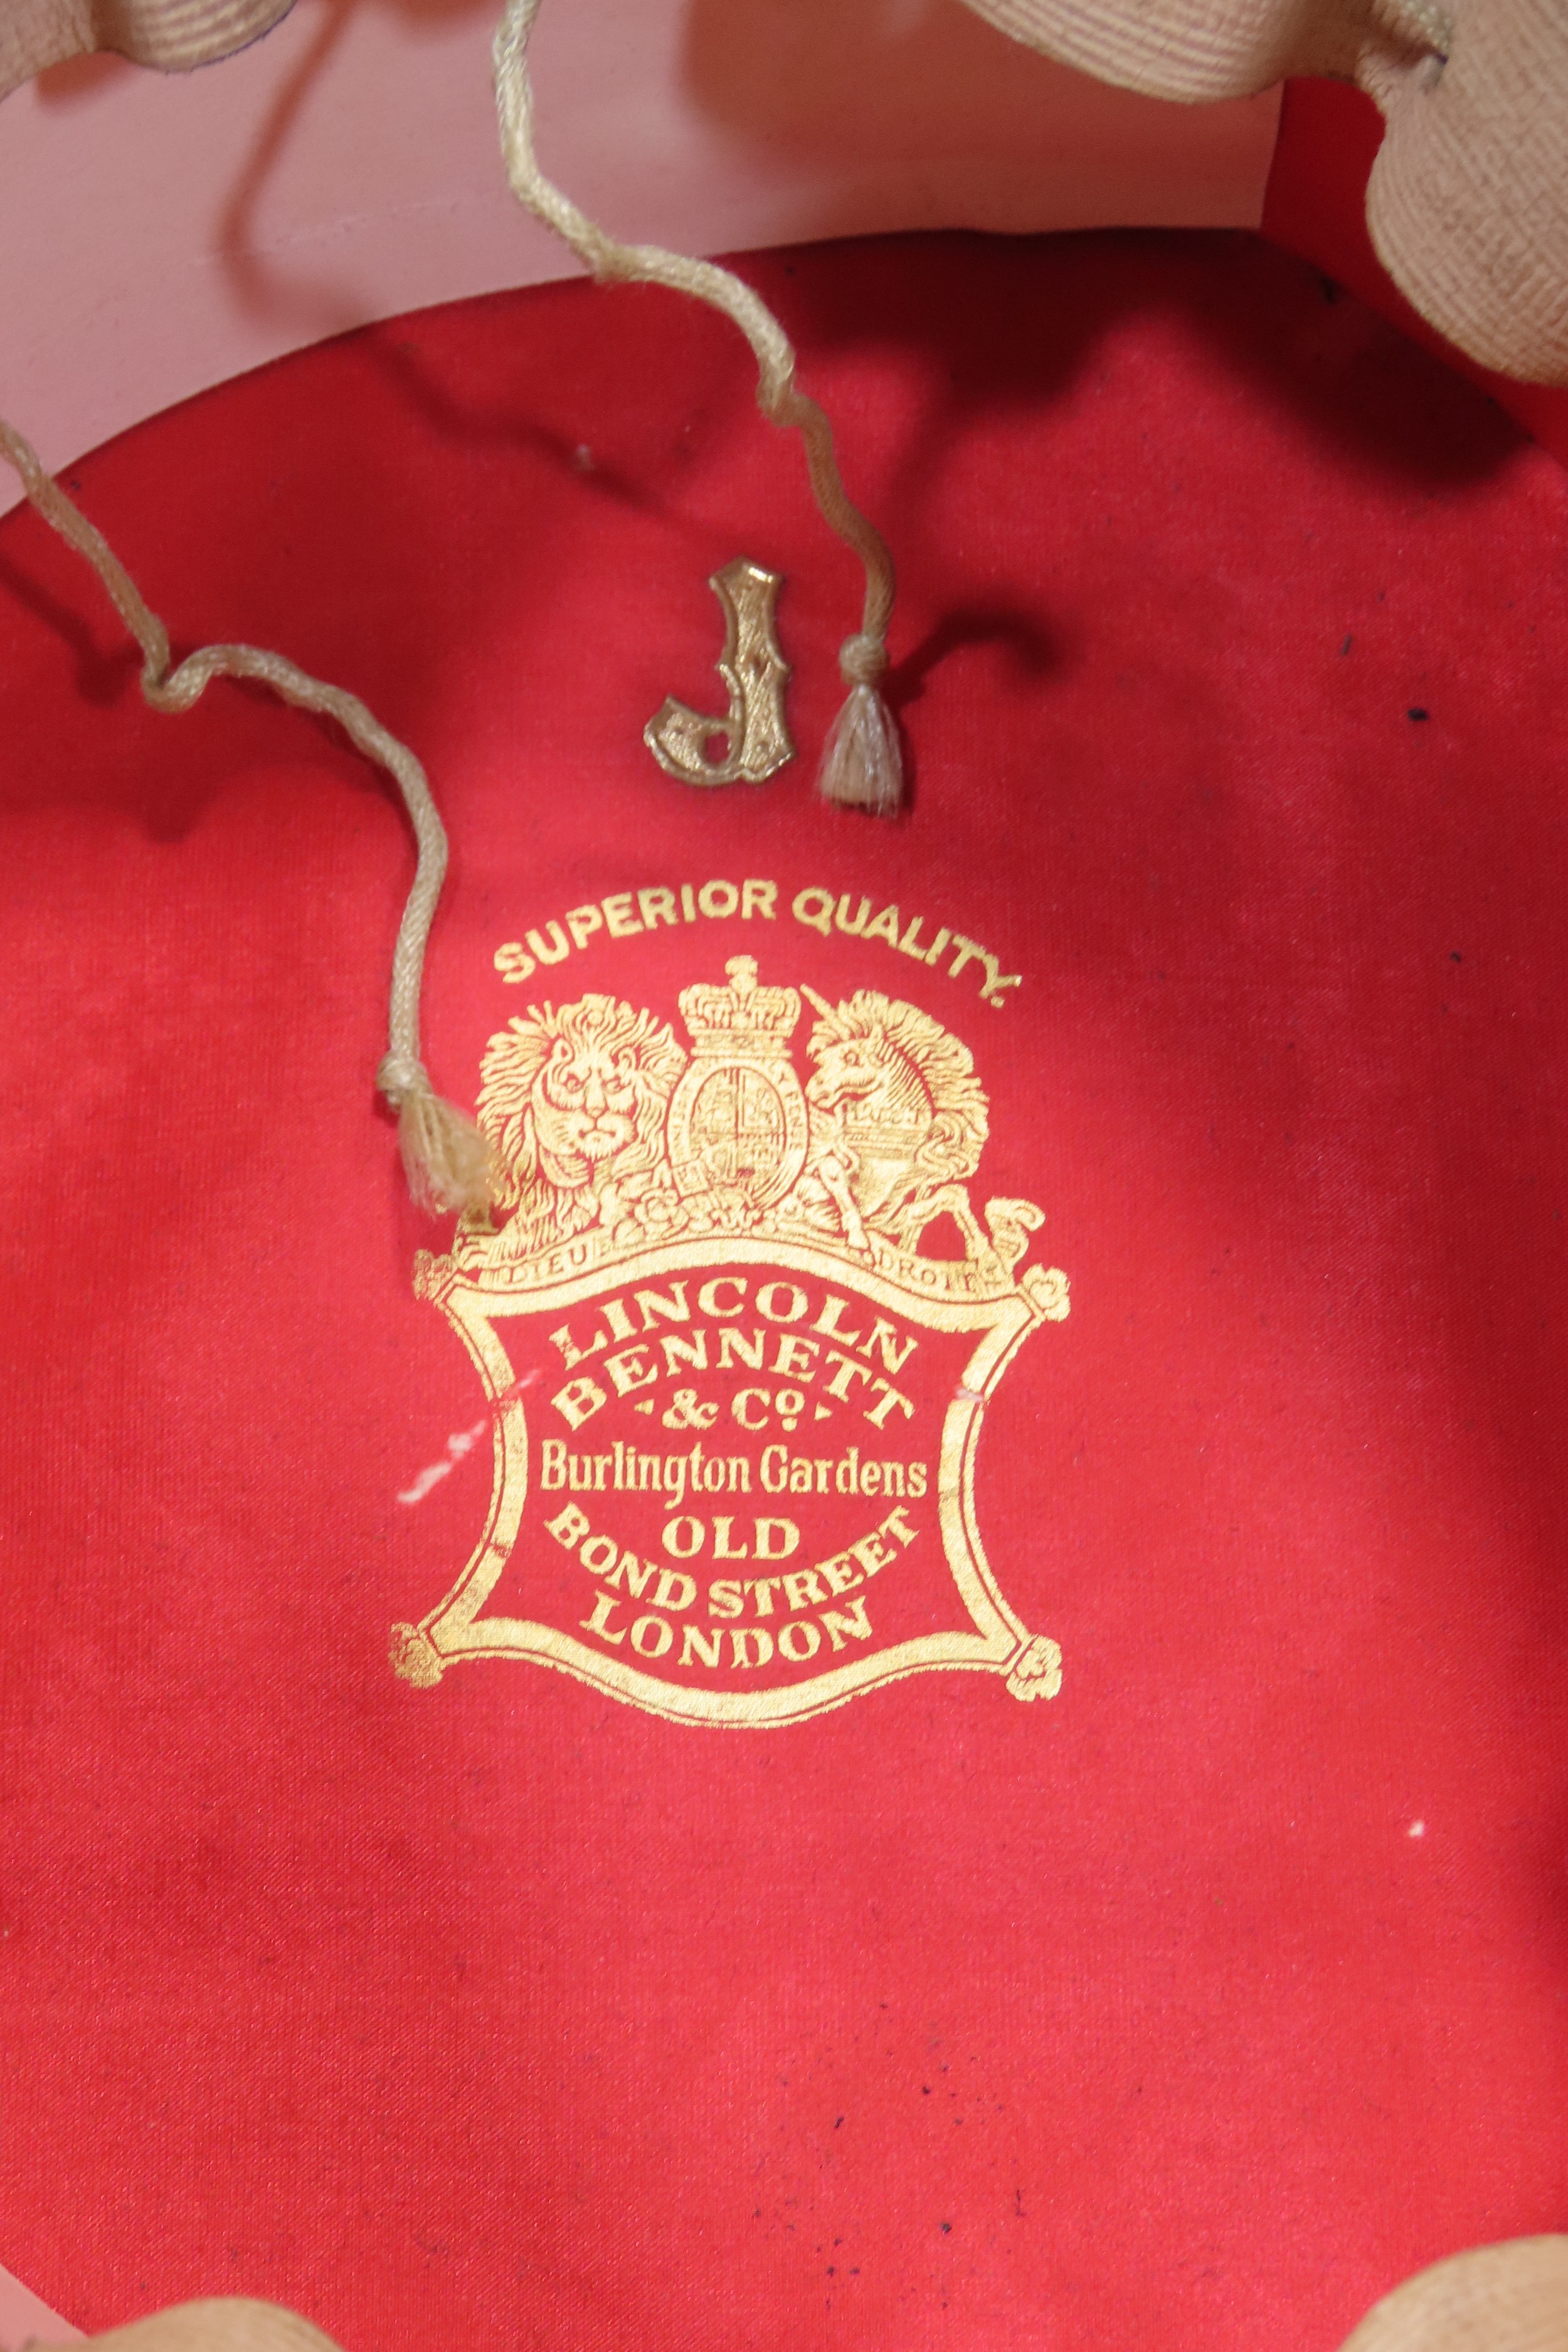 J
SUPERIOR QUALITY.
DIEU DROIT
LINCOLN
BENNETT
& Co.
Burlington Gardens
OLD
BOND STREET
LONDON